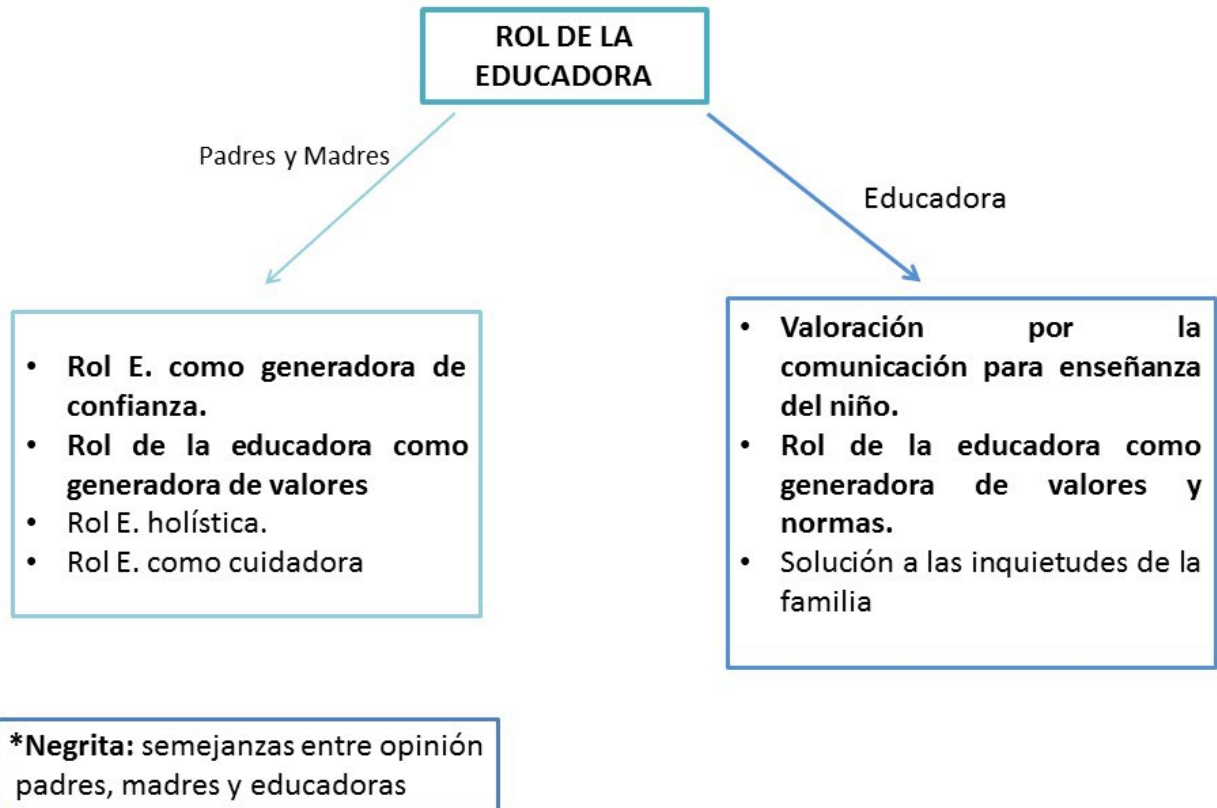 ROL DE LA
EDUCADORA
Padres y Madres
Educadora
• Rol E. como generadora de
confianza.
• Rol de la educadora como
generadora de valores
• Rol E. holística.
• Rol E. como cuidadora
• Valoración por la
comunicación para enseñanza
del niño.
• Rol de la educadora como
generadora de valores y
normas.
• Solución a las inquietudes de la
familia
*Negrita: semejanzas entre opinión
padres, madres y educadoras